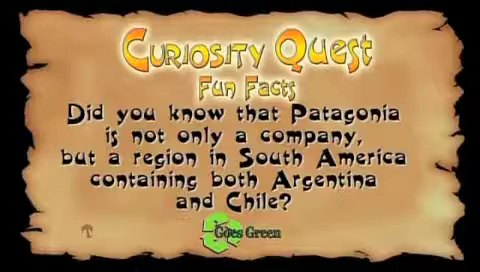 Curiosity Quest
Fun Facts
Did you know that Patagonia
is not only a company,
but a region in South America
containing both Argentina
and Chile?
Goes Green